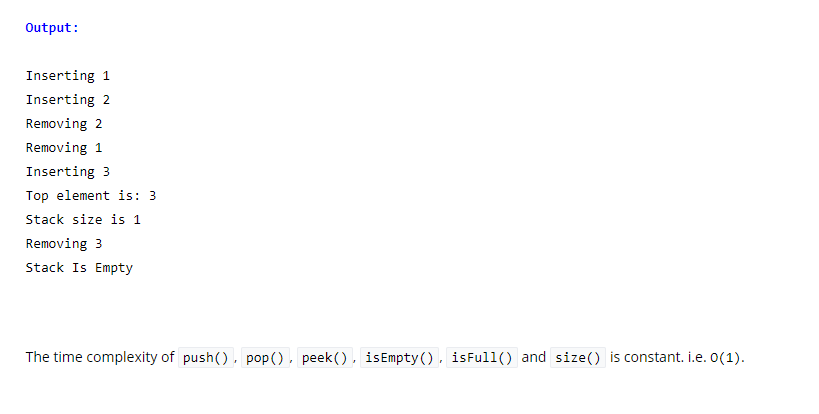 Output:
Inserting 1
Inserting 2
Removing 2
Removing 1
Inserting 3
Top element is: 3
Stack size is 1
Removing 3
Stack Is Empty
The time complexity of push(), pop(), peek(), isEmpty(), isFull() and size() is constant. i.e. O(1).